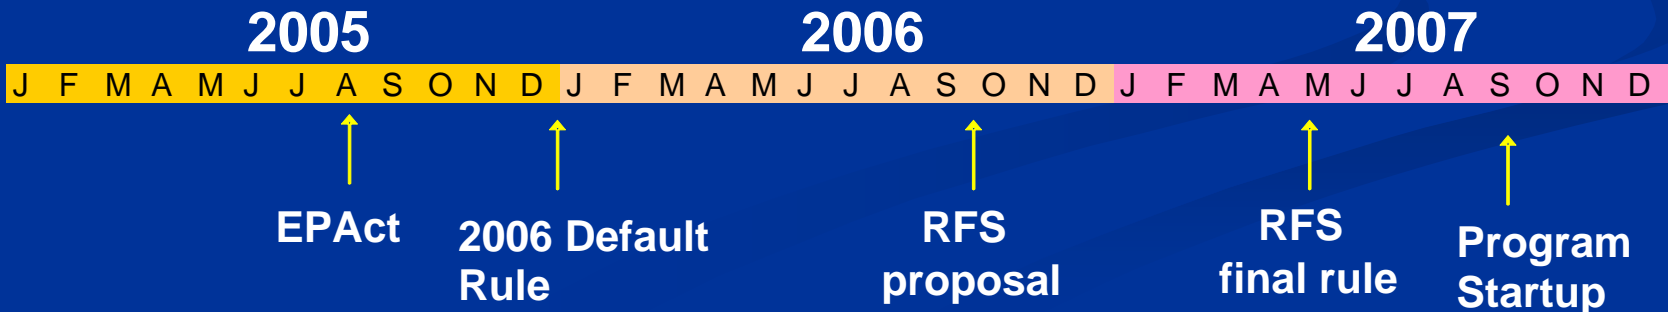 2005 2006 2007
J F M A M J J A S O N D J F M A M J J A S O N D J F M A M J J A S O N D
EPAct
2006 Default
Rule
RFS
proposal
RFS
final rule
Program
Startup